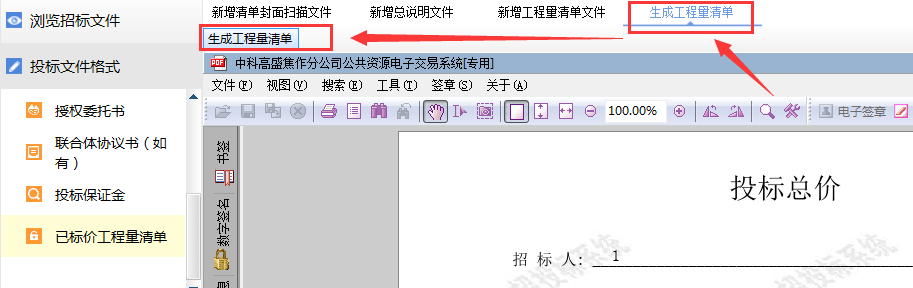 浏览招标文件
投标文件格式
授权委托书
联合体协议书（如
有）
投标保证金
已标价工程量清单
新增清单封面扫描文件 新增总说明文件 新增工程量清单文件 生成工程量清单
生成工程量清单
PDF 中科高盛焦作分公司公共资源电子交易系统[专用]
文件(F) 视图(V) 搜索(E) 工具(T) 签章(S) 关于(A)
100.00% 电子签章
书签
数字签名
投标总价
招 标 人: 1
招投标系统